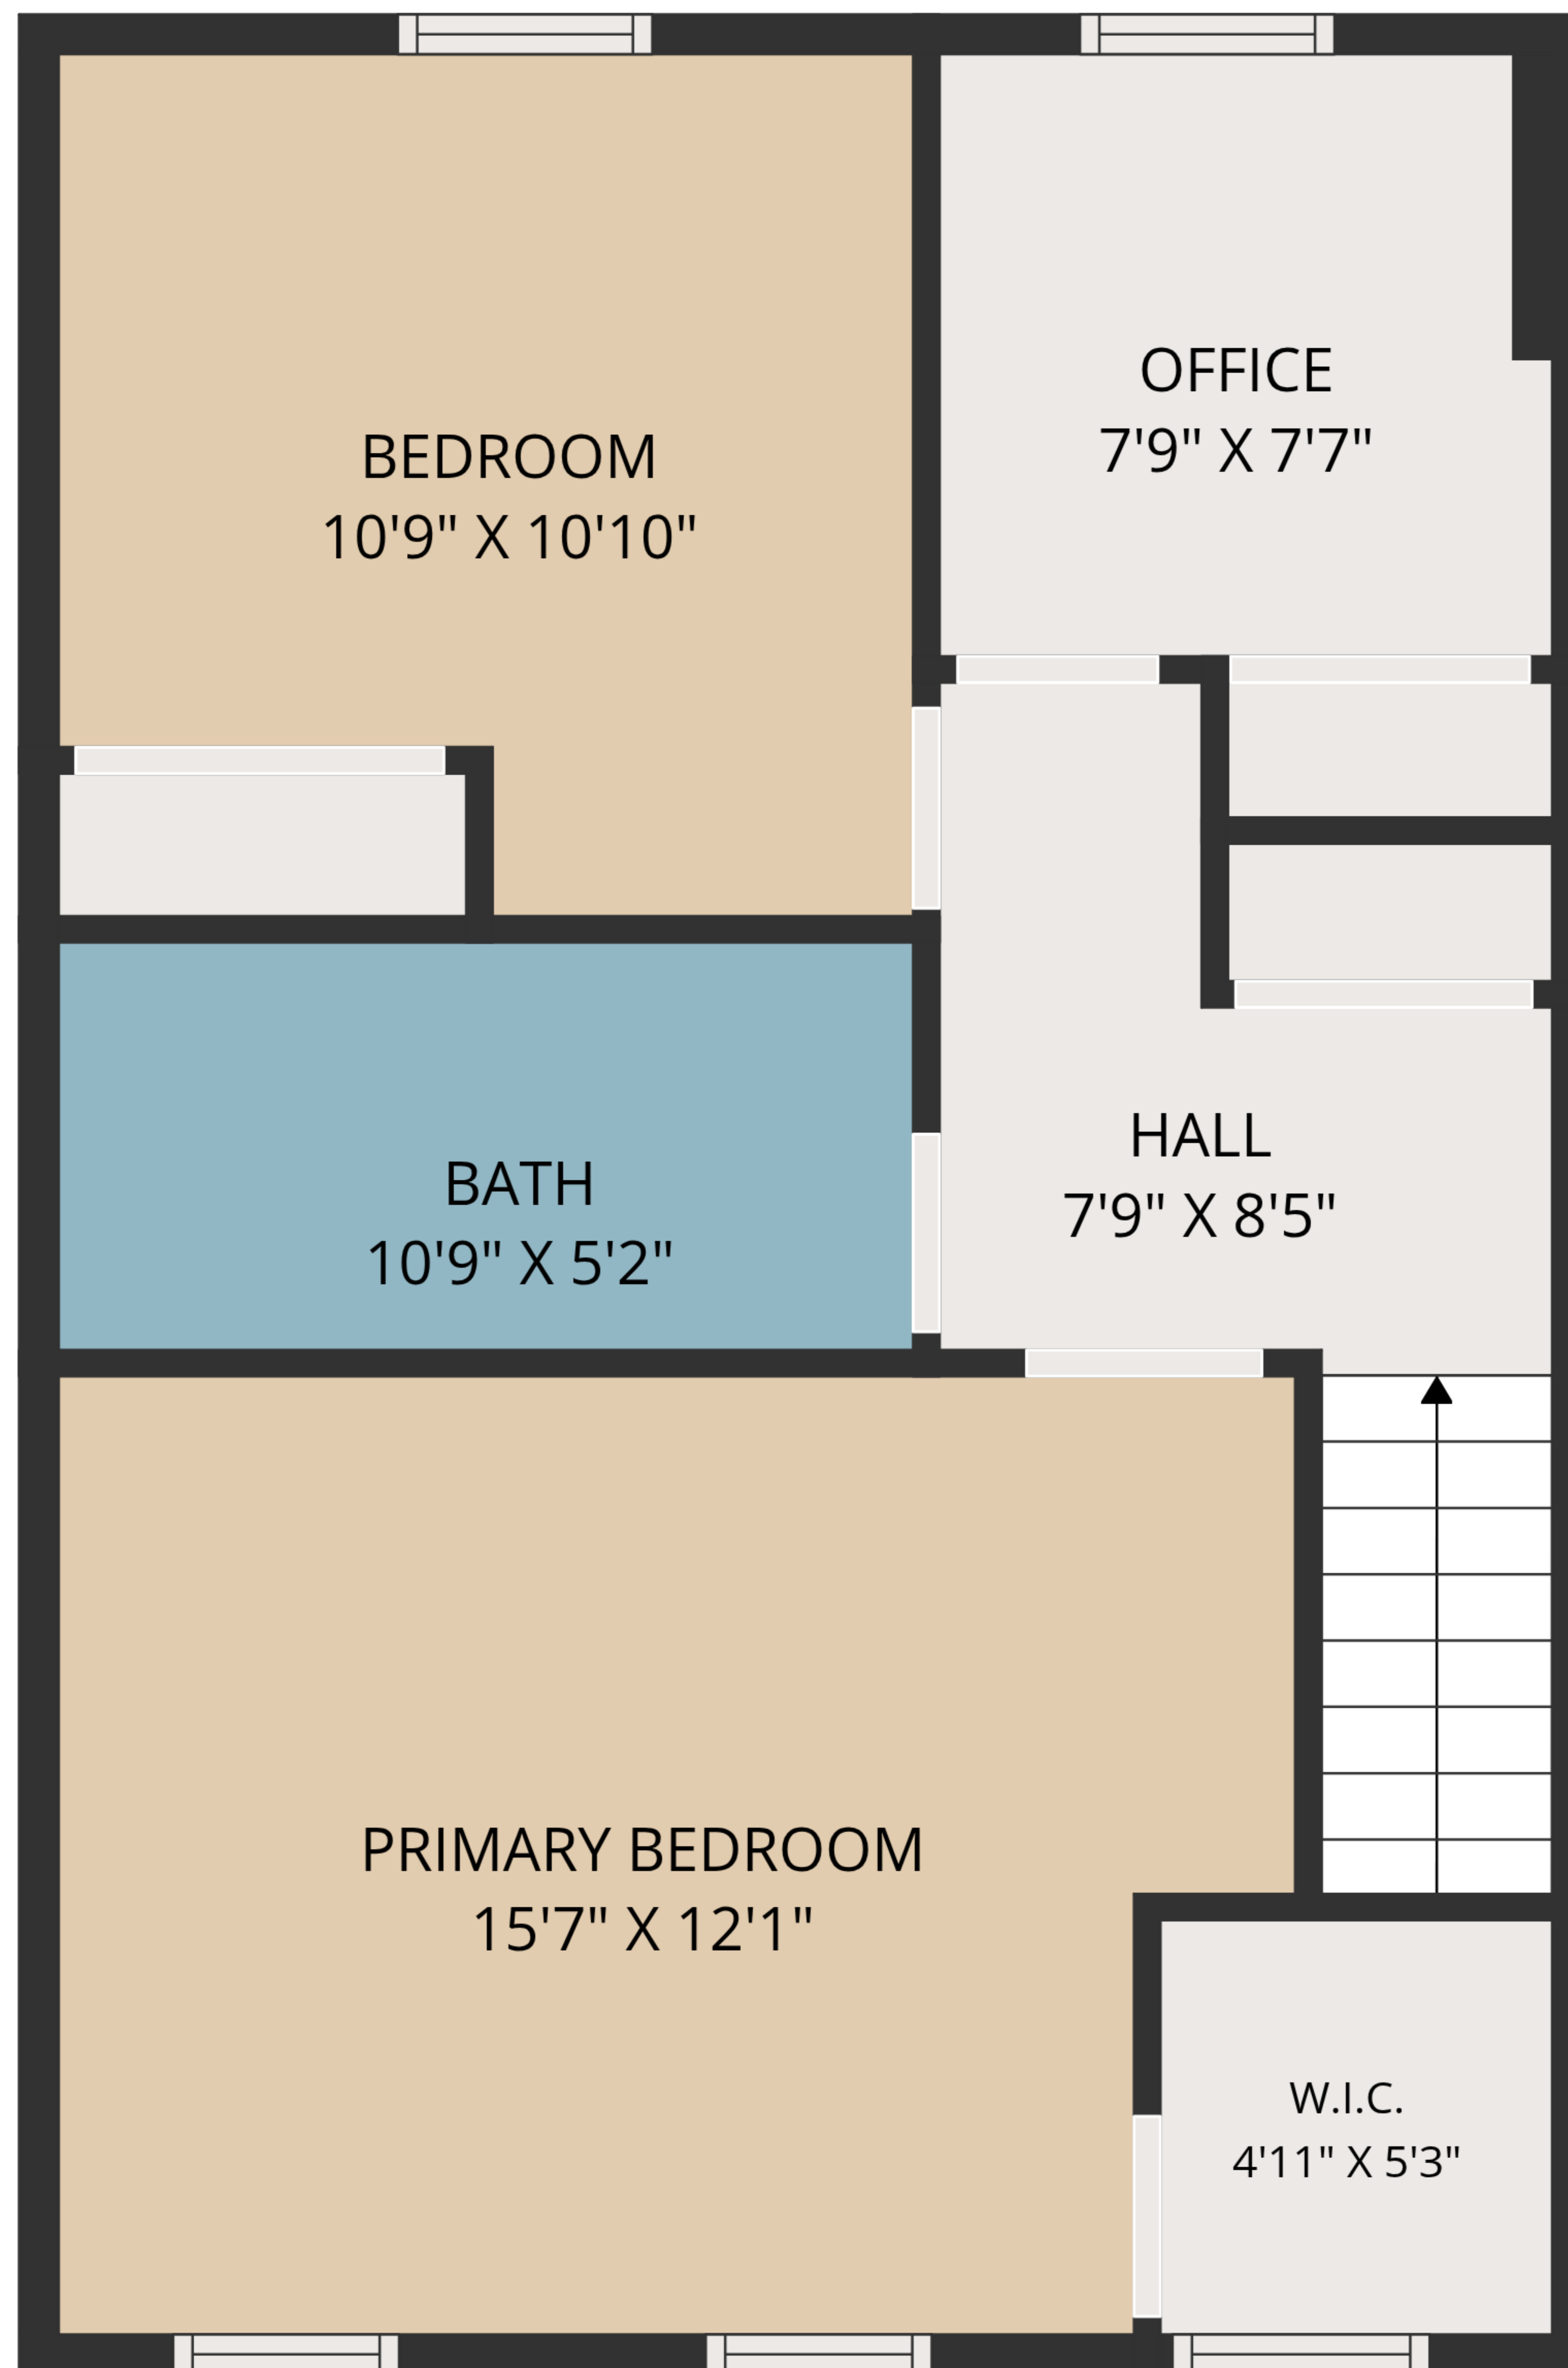 OFFICE
7'9" X 7'7"
BEDROOM
10'9" X 10'10"
HALL
7'9" X 8'5"
BATH
10'9" X 5'2"
PRIMARY BEDROOM
15'7" X 12'1"
W.I.C.
4'11" X 5'3"